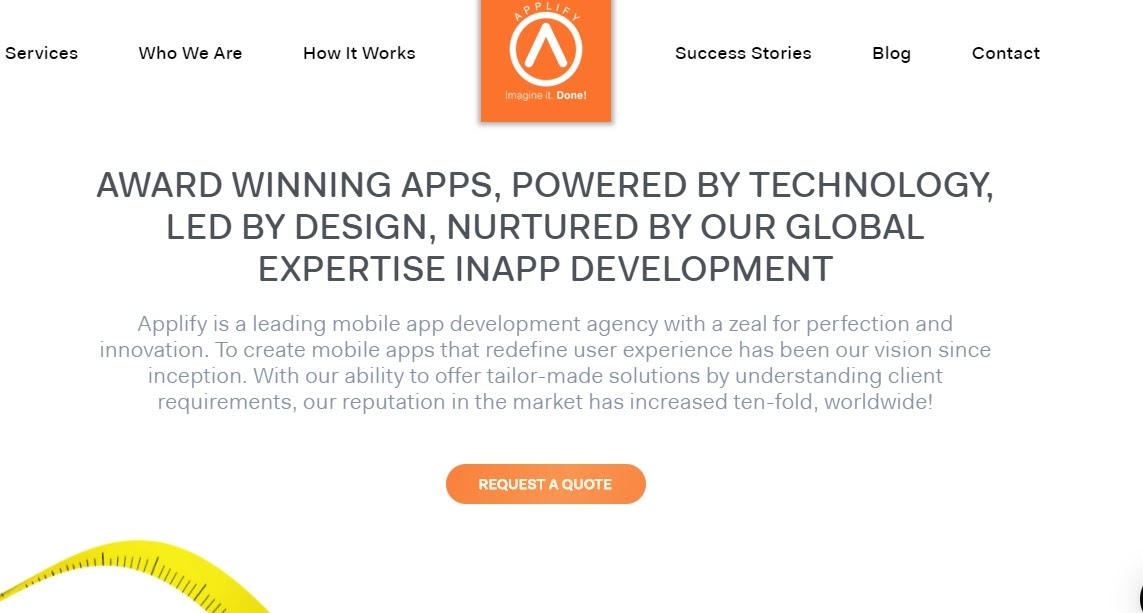 Services
Who We Are
How It Works
APPLIFY
Imagine it. Done!
Success Stories
Blog
Contact
AWARD WINNING APPS, POWERED BY TECHNOLOGY,
LED BY DESIGN, NURTURED BY OUR GLOBAL
EXPERTISE INAPP DEVELOPMENT
Applify is a leading mobile app development agency with a zeal for perfection and
innovation. To create mobile apps that redefine user experience has been our vision since
inception. With our ability to offer tailor-made solutions by understanding client
requirements, our reputation in the market has increased ten-fold, worldwide!
REQUEST A QUOTE